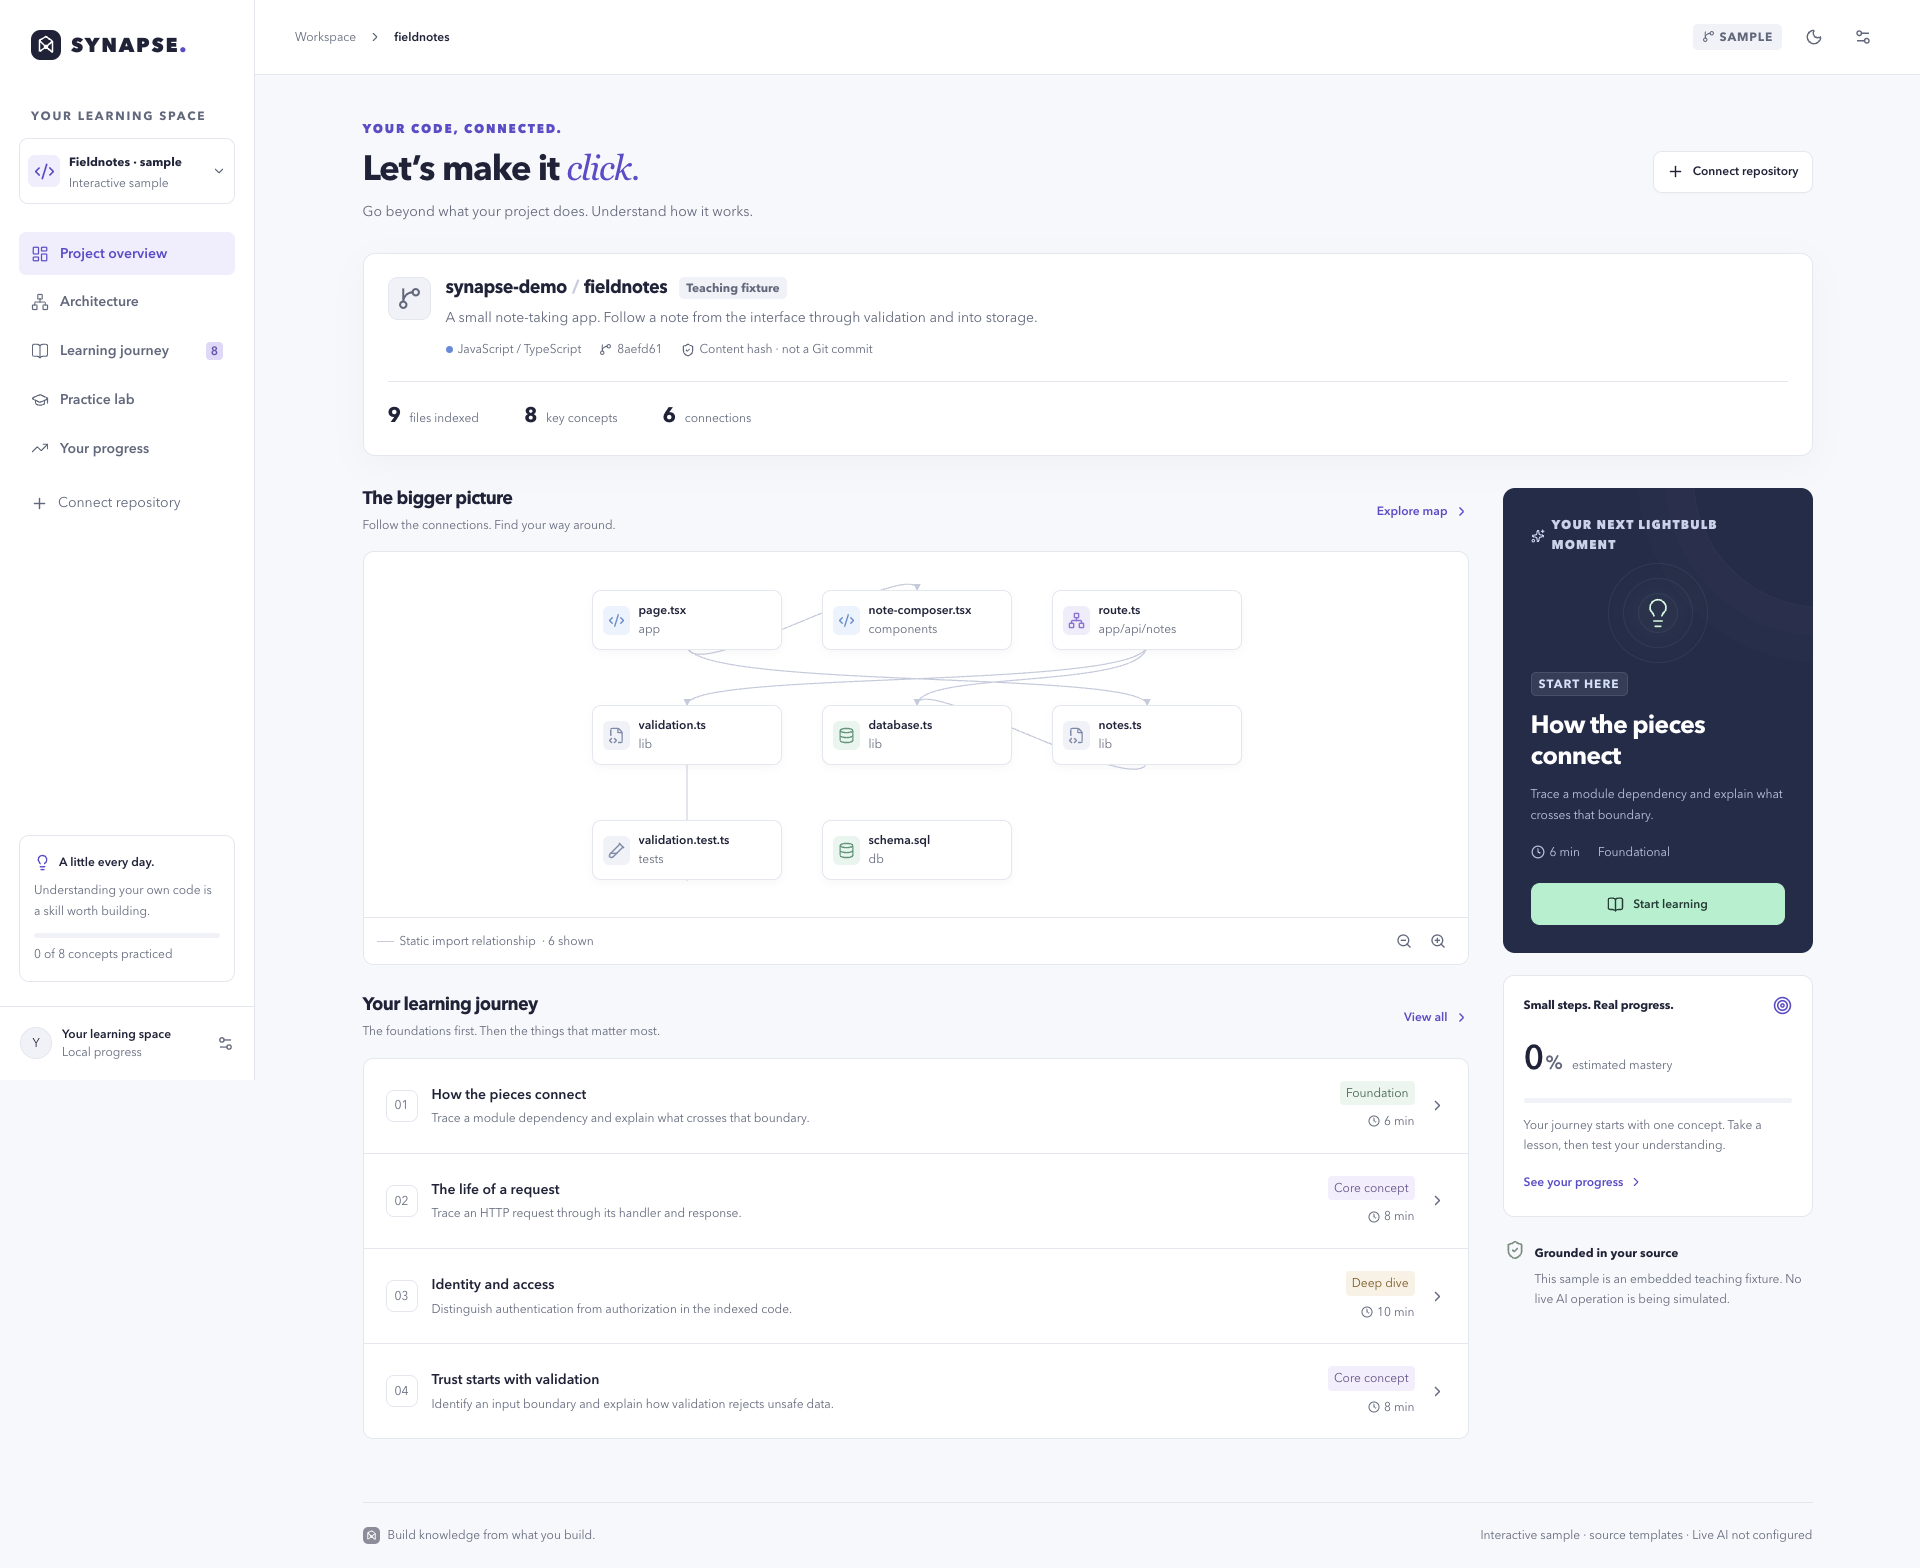 SYNAPSE.
YOUR LEARNING SPACE
Fieldnotes · sample
Interactive sample
Project overview
Architecture
Learning journey 8
Practice lab
Your progress
Connect repository
A little every day.
Understanding your own code is
a skill worth building.
0 of 8 concepts practiced
Y
Your learning space
Local progress
Workspace > fieldnotes
SAMPLE
YOUR CODE, CONNECTED.
Let’s make it click.
Go beyond what your project does. Understand how it works.
Connect repository
synapse-demo / fieldnotes Teaching fixture
A small note-taking app. Follow a note from the interface through validation and into storage.
JavaScript / TypeScript 8aefd61 Content hash · not a Git commit
9 files indexed 8 key concepts 6 connections
The bigger picture
Follow the connections. Find your way around.
Explore map
page.tsx
app
note-composer.tsx
components
route.ts
app/api/notes
validation.ts
lib
database.ts
lib
notes.ts
lib
validation.test.ts
tests
schema.sql
db
Static import relationship · 6 shown
YOUR NEXT LIGHTBULB
MOMENT
START HERE
How the pieces
connect
Trace a module dependency and explain what
crosses that boundary.
6 min Foundational
Start learning
Your learning journey
The foundations first. Then the things that matter most.
View all
01
How the pieces connect
Trace a module dependency and explain what crosses that boundary.
Foundation
6 min
02
The life of a request
Trace an HTTP request through its handler and response.
Core concept
8 min
03
Identity and access
Distinguish authentication from authorization in the indexed code.
Deep dive
10 min
04
Trust starts with validation
Identify an input boundary and explain how validation rejects unsafe data.
Core concept
8 min
Small steps. Real progress.
0% estimated mastery
Your journey starts with one concept. Take a
lesson, then test your understanding.
See your progress
Grounded in your source
This sample is an embedded teaching fixture. No
live AI operation is being simulated.
Build knowledge from what you build.
Interactive sample · source templates · Live AI not configured